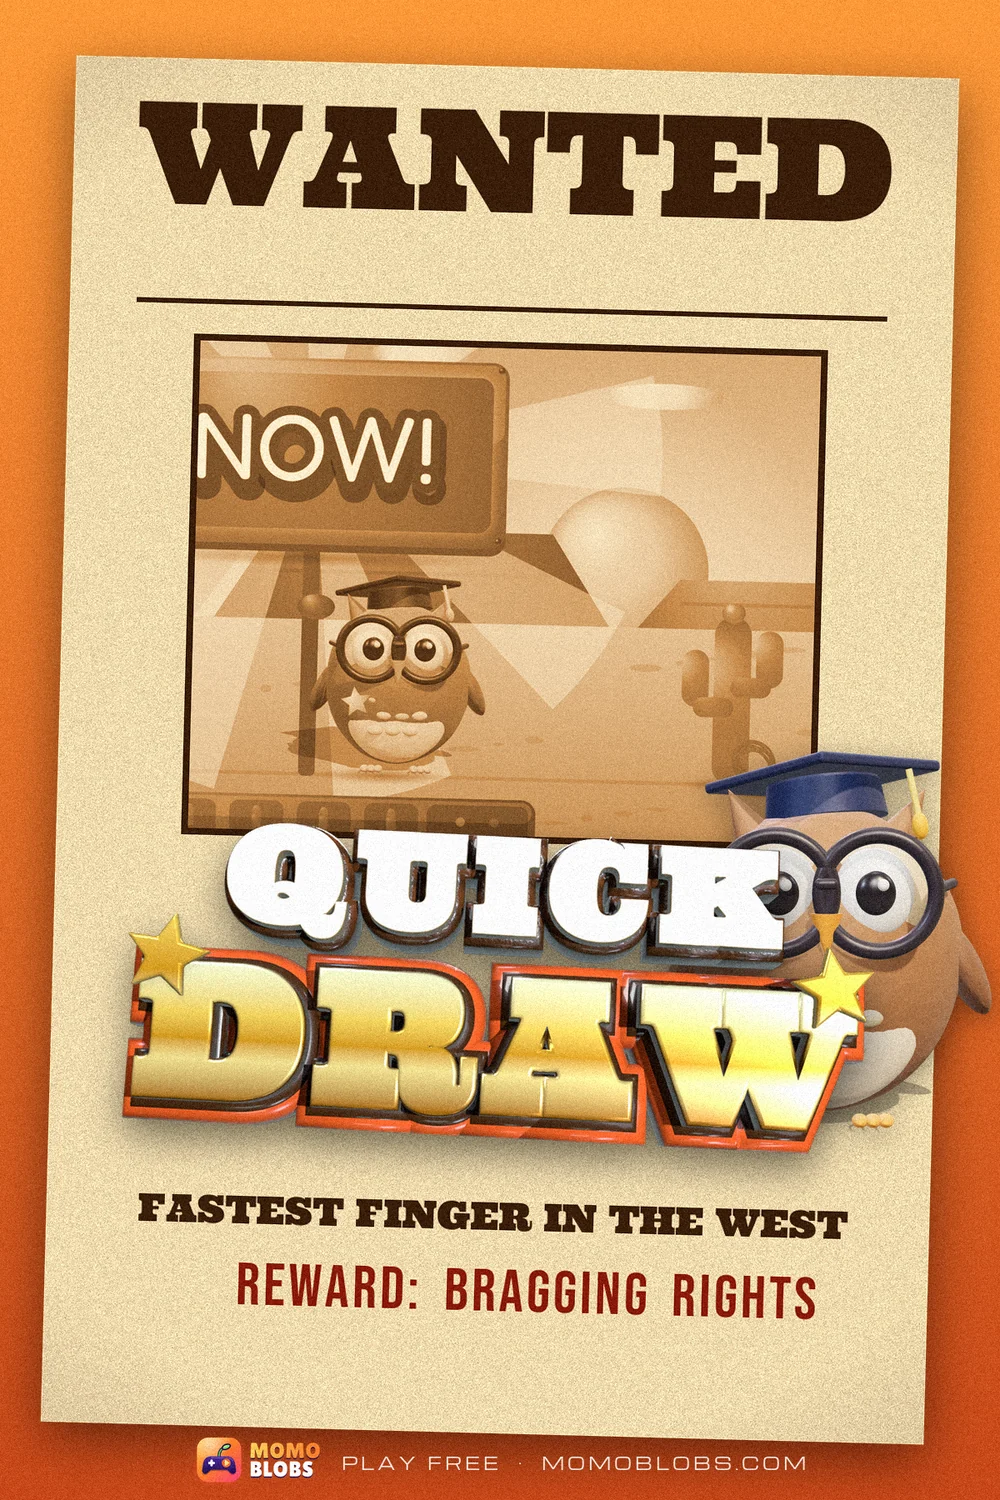 WANTED
NOW!
QUICK
DRAW
FASTEST FINGER IN THE WEST
REWARD: BRAGGING RIGHTS
MOMO
BLOBS
PLAY FREE · MOMOBLOBS.COM